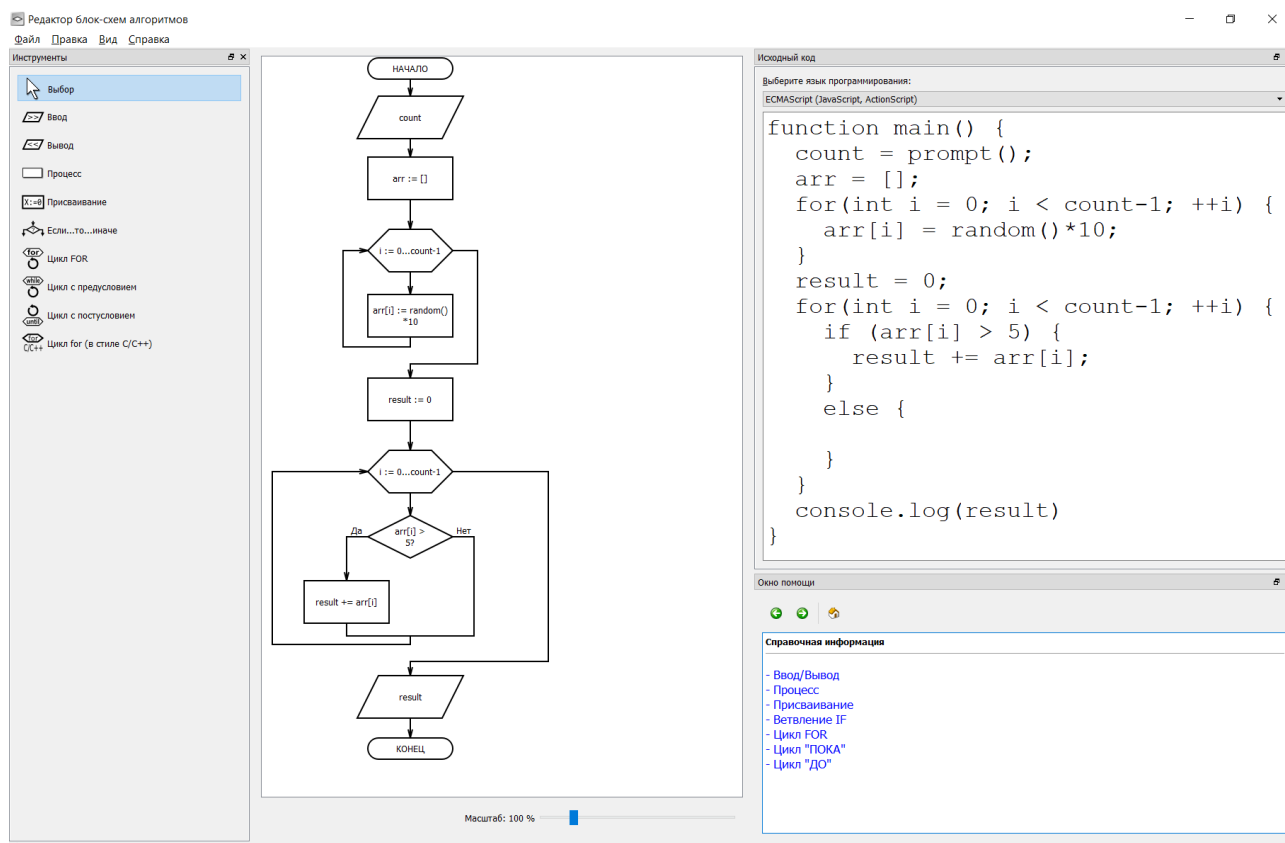 Редактор блок-схем алгоритмов
Файл Правка Вид Справка
Инструменты
Выбор
>> Ввод
<< Вывод
Процесс
X:=0 Присваивание
Если...то...иначе
for Цикл FOR
while Цикл с предусловием
until Цикл с постусловием
for C/C++ Цикл for (в стиле C/C++)
НАЧАЛО
count
arr := []
i := 0...count-1
arr[i] := random()
*10
result := 0
i := 0...count-1
Да
arr[i] >
5?
Нет
result += arr[i]
result
КОНЕЦ
Масштаб: 100 %
Исходный код
Выберите язык программирования:
ECMAScript (JavaScript, ActionScript)
function main() {
count = prompt();
arr = [];
for(int i = 0; i < count-1; ++i) {
arr[i] = random()*10;
}
result = 0;
for(int i = 0; i < count-1; ++i) {
if (arr[i] > 5) {
result += arr[i];
}
else {
}
}
console.log(result)
}
Окно помощи
Справочная информация
- Ввод/Вывод
- Процесс
- Присваивание
- Ветвление IF
- Цикл FOR
- Цикл "ПОКА"
- Цикл "ДО"